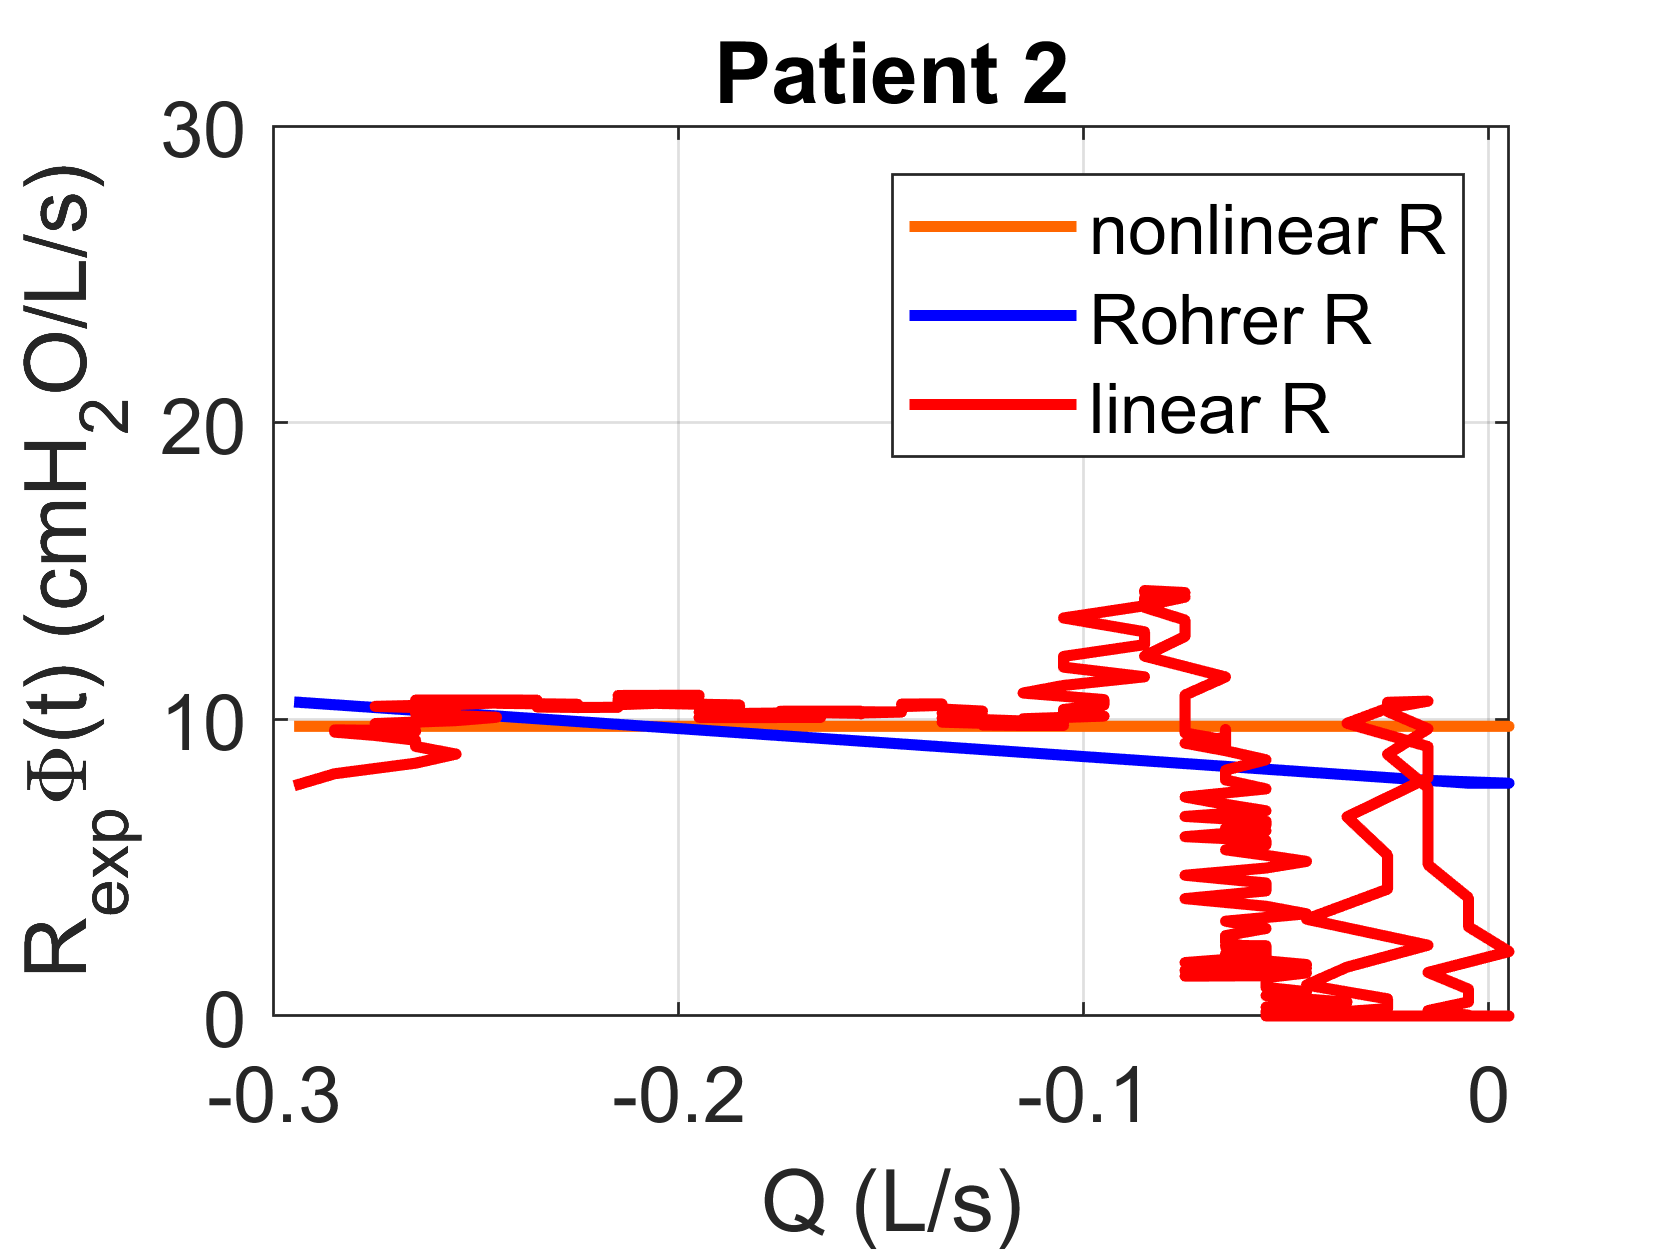 Patient 2
30
20
10
0
R_expΦ(t) (cmH_2O/L/s)
nonlinear R
Rohrer R
linear R
-0.3 -0.2 -0.1 0
Q (L/s)